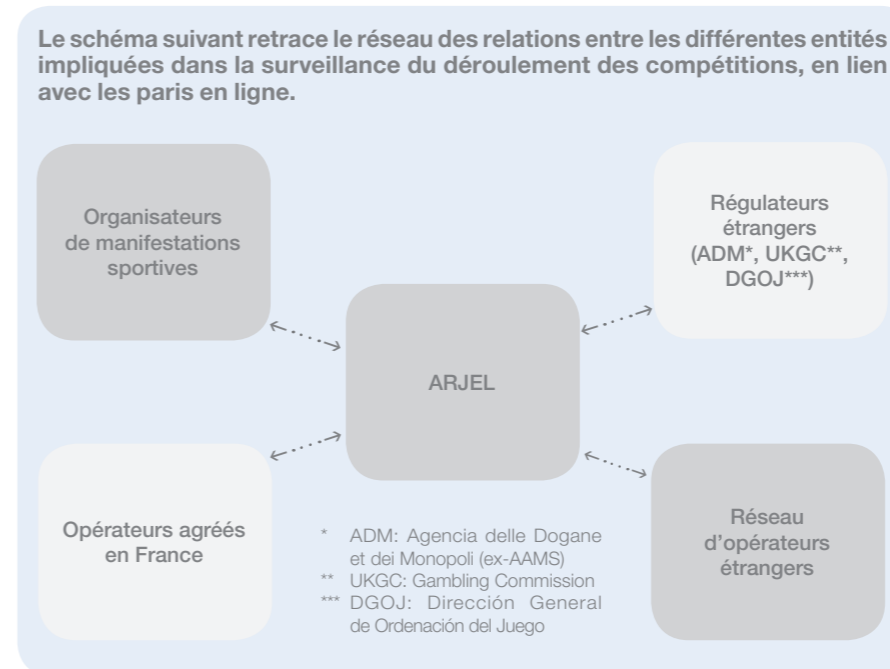 Le schéma suivant retrace le réseau des relations entre les différentes entités
impliquées dans la surveillance du déroulement des compétitions, en lien
avec les paris en ligne.
Organisateurs
de manifestations
sportives
Régulateurs
étrangers
(ADM*, UKGC**,
DGOJ***)
ARJEL
Opérateurs agréés
en France
Réseau
d’opérateurs
étrangers
* ADM: Agencia delle Dogane
et dei Monopoli (ex-AAMS)
** UKGC: Gambling Commission
*** DGOJ: Dirección General
de Ordenación del Juego